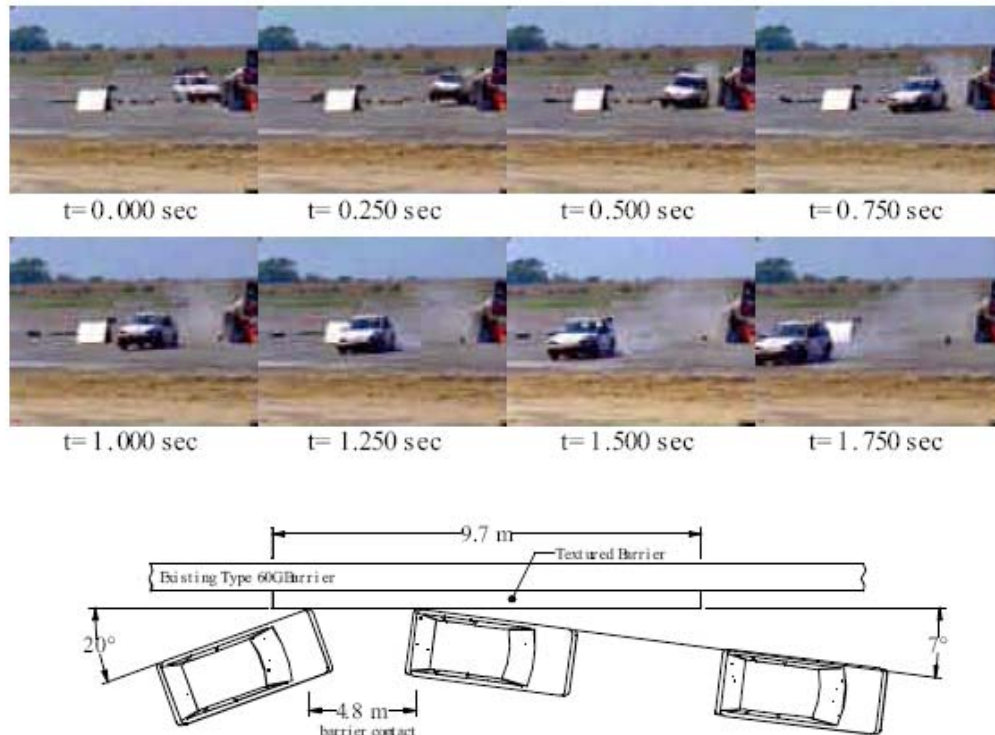 t= 0.000 sec
t= 0.250 sec
t= 0.500 sec
t= 0.750 sec
t= 1.000 sec
t= 1.250 sec
t= 1.500 sec
t= 1.750 sec
9.7 m
Textured Barrier
Existing Type 60G Barrier
20°
7°
4.8 m
barrier contact